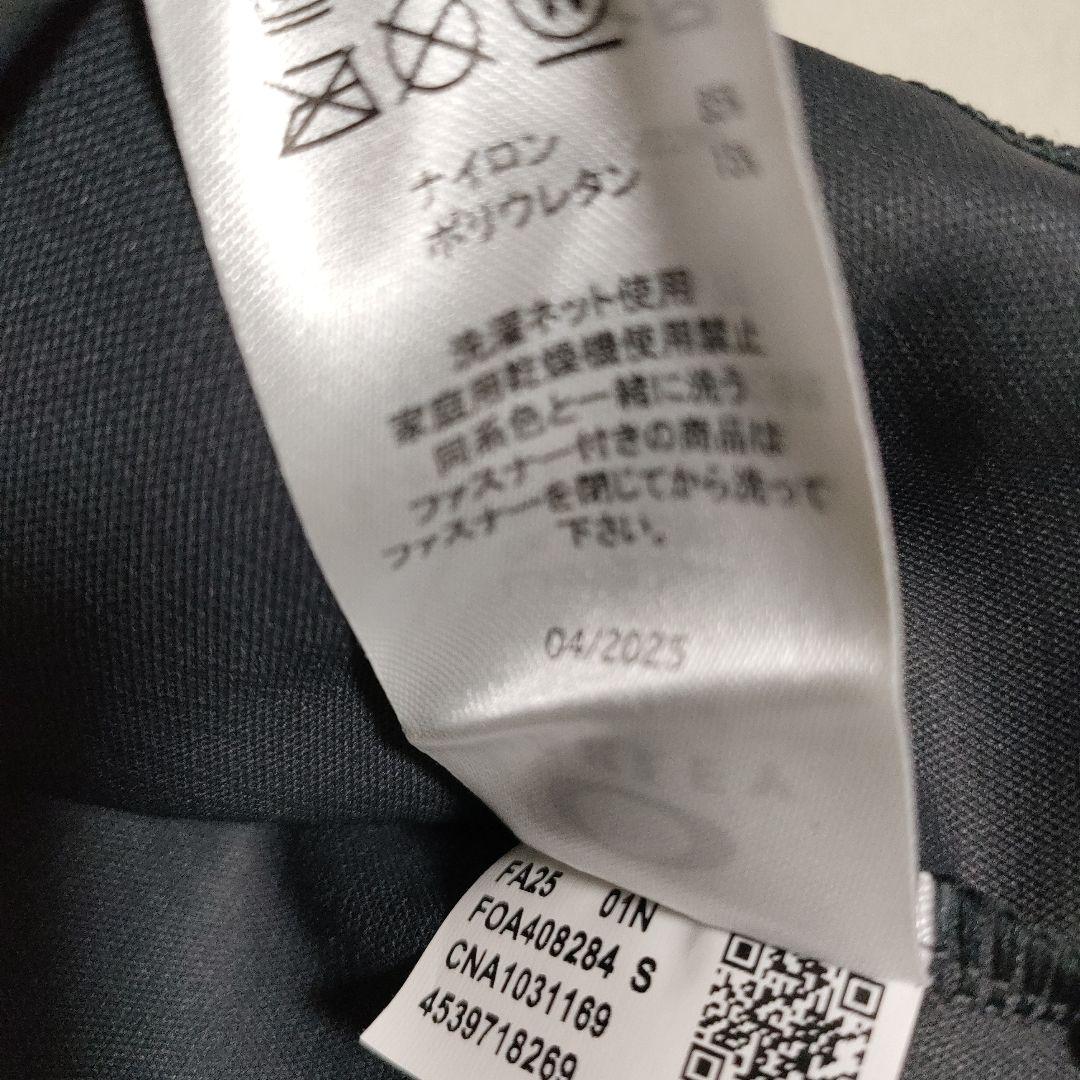 ナイロン
ポリウレタン
洗濯ネット使用
家庭用乾燥機使用禁止
同系色と一緒に洗う
ファスナー付きの商品は
ファスナーを閉じてから洗って
下さい。
04/2025
FA25 01N
FOA408284 S
CNA1031169
4539718269